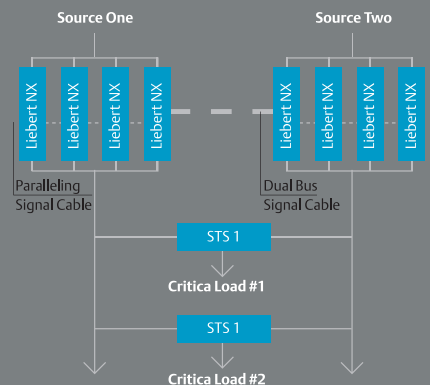 Source One
Source Two
Liebert NX
Liebert NX
Liebert NX
Liebert NX
Liebert NX
Liebert NX
Liebert NX
Liebert NX
Paralleling
Signal Cable
Dual Bus
Signal Cable
STS 1
Critica Load #1
STS 1
Critica Load #2